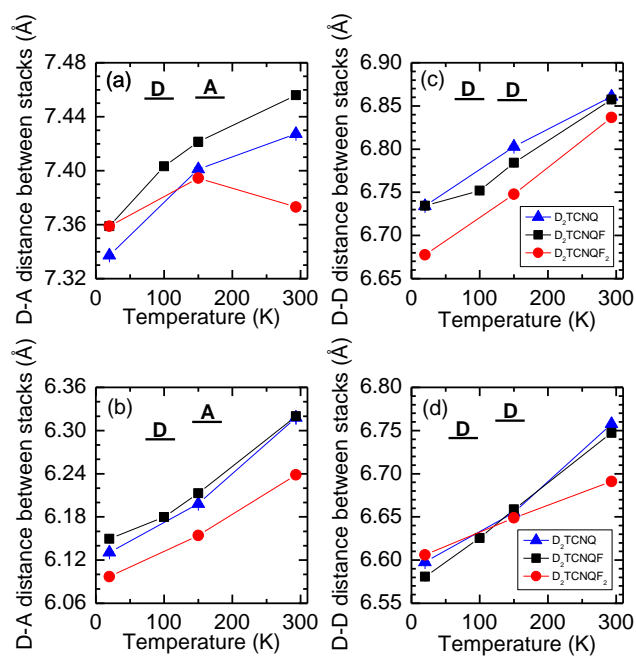 D-A distance between stacks (Å)
7.48
7.44
7.40
7.36
7.32
(a)
D
A
0 100 200 300
Temperature (K)
D-D distance between stacks (Å)
6.90
6.85
6.80
6.75
6.70
6.65
(c)
D
D
D₂TCNQ
D₂TCNQF
D₂TCNQF₂
0 100 200 300
Temperature (K)
D-A distance between stacks (Å)
6.36
6.30
6.24
6.18
6.12
6.06
(b)
D
A
0 100 200 300
Temperature (K)
D-D distance between stacks (Å)
6.80
6.75
6.70
6.65
6.60
6.55
(d)
D
D
D₂TCNQ
D₂TCNQF
D₂TCNQF₂
0 100 200 300
Temperature (K)